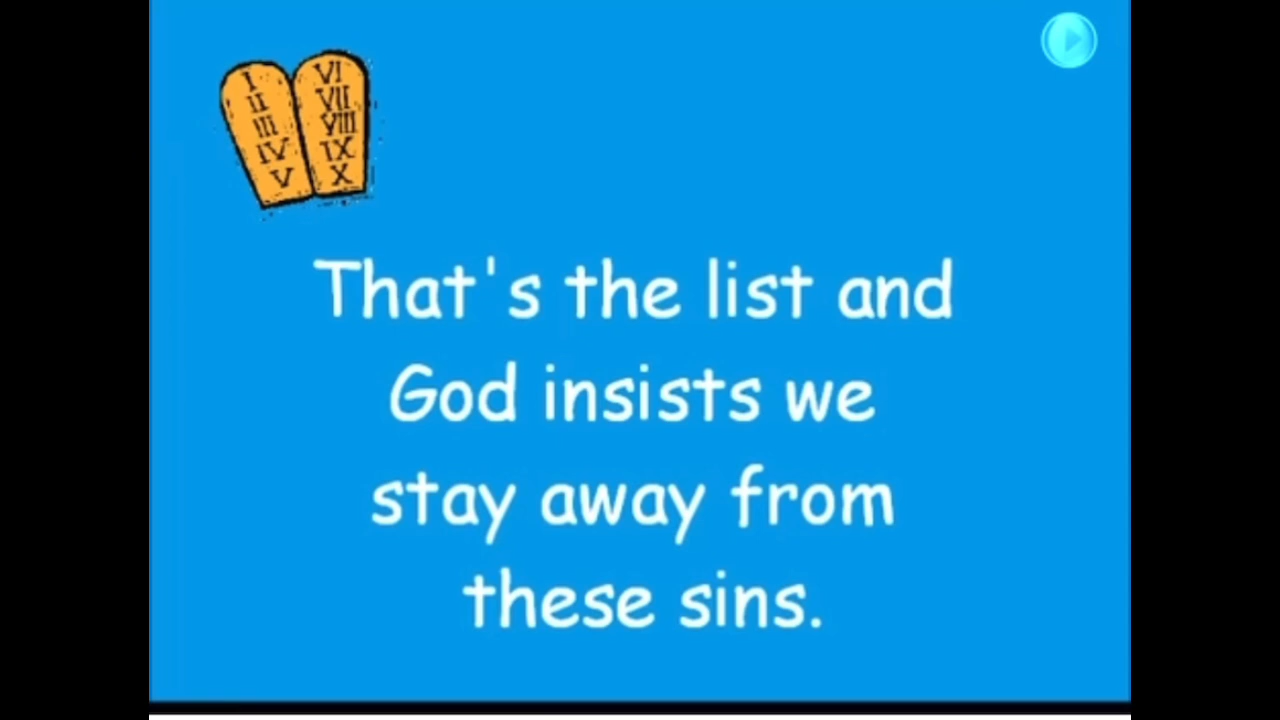 I
II
III
IV
V
VI
VII
VIII
IX
X
That's the list and
God insists we
stay away from
these sins.